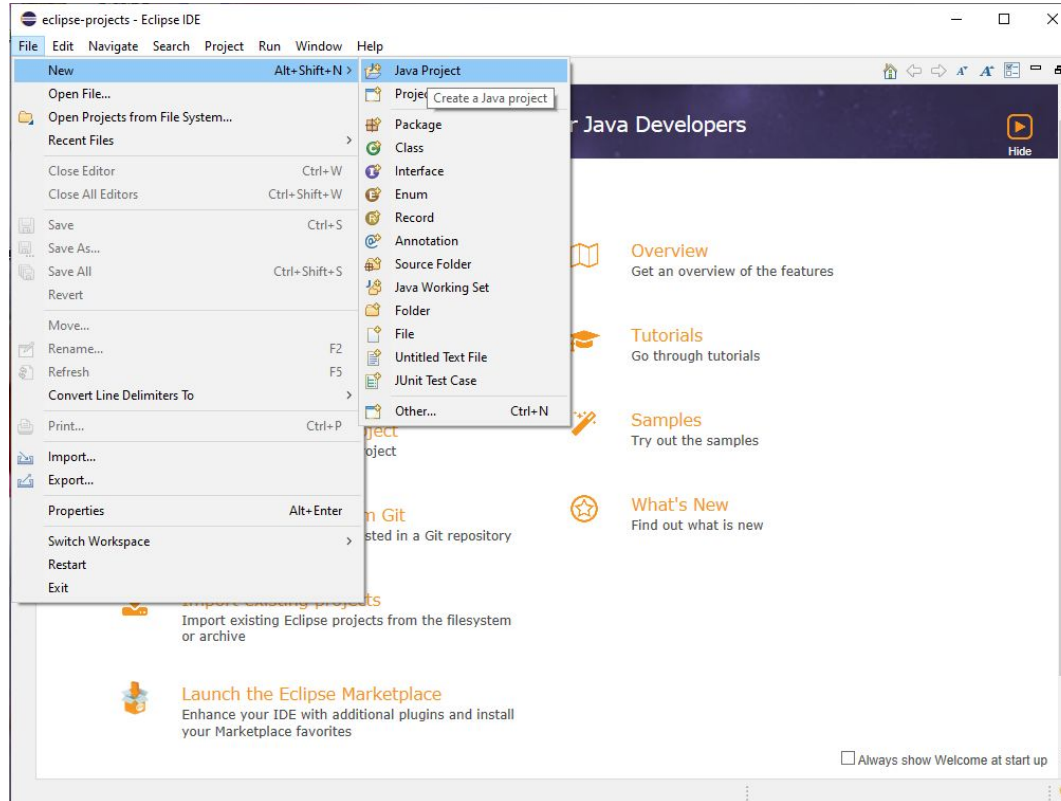 eclipse-projects - Eclipse IDE
File Edit Navigate Search Project Run Window Help
New Alt+Shift+N >
Open File...
Open Projects from File System...
Recent Files >
Close Editor Ctrl+W
Close All Editors Ctrl+Shift+W
Save Ctrl+S
Save As...
Save All Ctrl+Shift+S
Revert
Move...
Rename... F2
Refresh F5
Convert Line Delimiters To >
Print... Ctrl+P
Import...
Export...
Properties Alt+Enter
Switch Workspace >
Restart
Exit
Java Project
Create a Java project
Package
Class
Interface
Enum
Record
Annotation
Source Folder
Java Working Set
Folder
File
Untitled Text File
JUnit Test Case
Other... Ctrl+N
Java Developers
Hide
Overview
Get an overview of the features
Tutorials
Go through tutorials
Samples
Try out the samples
What's New
Find out what is new
Git
in a Git repository
Import existing projects
Import existing Eclipse projects from the filesystem
or archive
Launch the Eclipse Marketplace
Enhance your IDE with additional plugins and install
your Marketplace favorites
Always show Welcome at start up